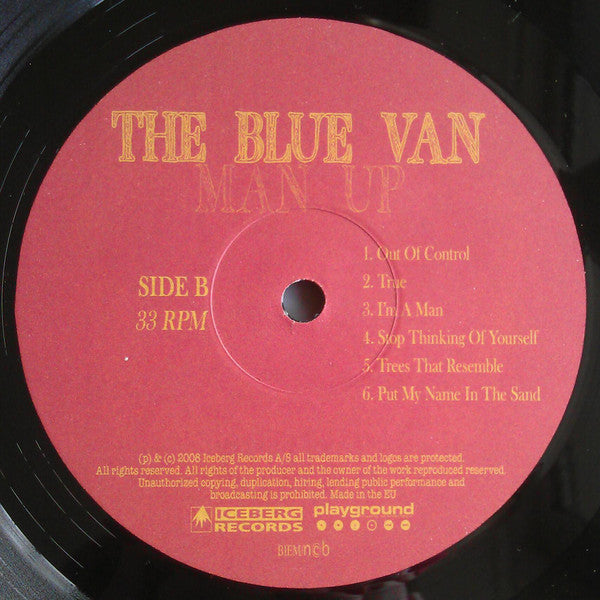 THE BLUE VAN
MAN UP
SIDE B
33 RPM
1. Out Of Control
2. True
3. I'm A Man
4. Stop Thinking Of Yourself
5. Trees That Resemble
6. Put My Name In The Sand
(p) & (c) 2006 Iceberg Records A/S all trademarks and logos are protected.
All rights reserved. All rights of the producer and the owner of the work reproduced reserved.
Unauthorized copying, duplication, hiring, lending public performance and
broadcasting is prohibited. Made in the EU
ICEBERG
RECORDS
playground
BIEM/ncb